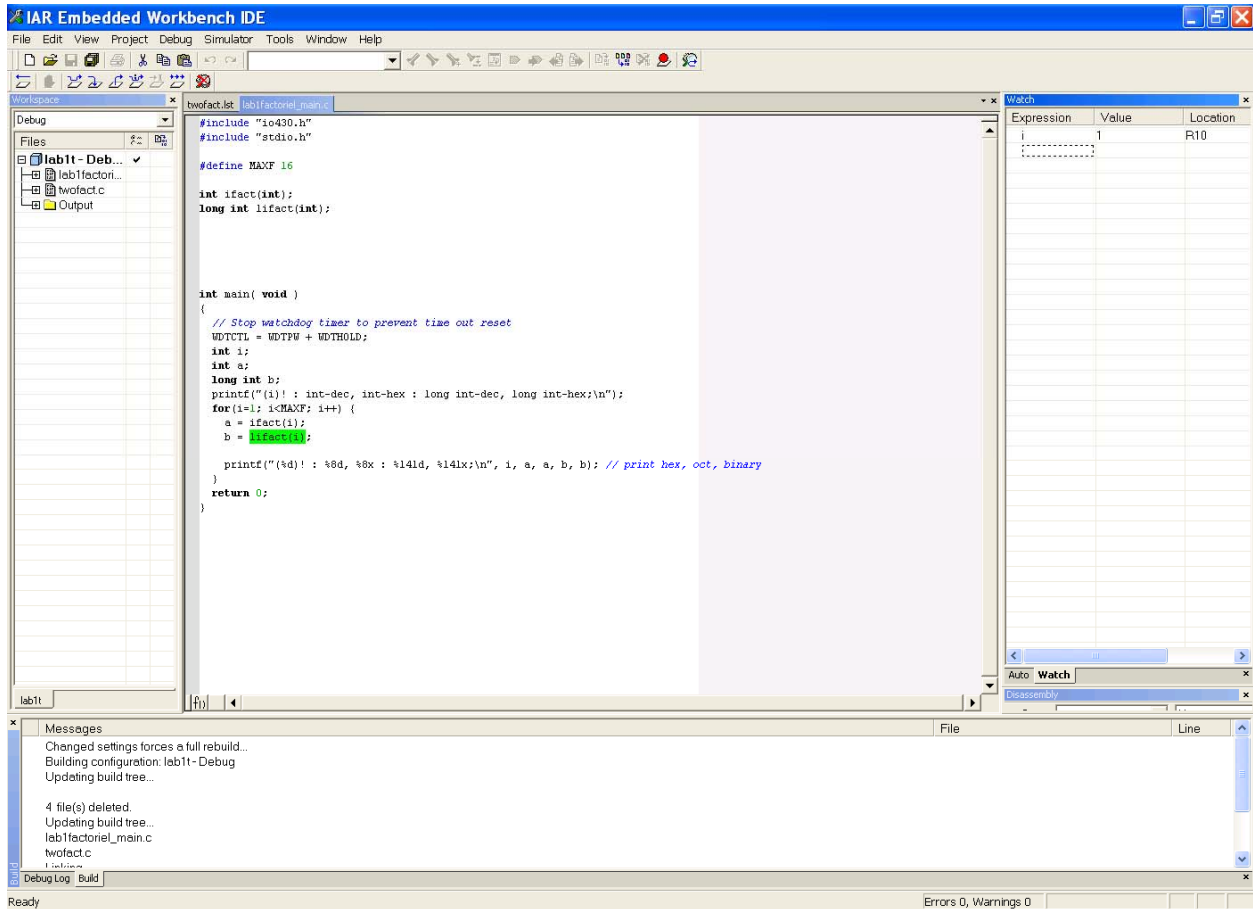 IAR Embedded Workbench IDE
File Edit View Project Debug Simulator Tools Window Help
Workspace
Debug
Files
lab1t - Deb...
lab1factori...
twofact.c
Output
lab1t
twofact.lst lab1factoriel_main.c
#include "io430.h"
#include "stdio.h"
#define MAXF 16
int ifact(int);
long int lifact(int);
int main( void )
{
// Stop watchdog timer to prevent time out reset
WDTCTL = WDTPW + WDTHOLD;
int i;
int a;
long int b;
printf("(i)! : int-dec, int-hex : long int-dec, long int-hex;\n");
for(i=1; i<MAXF; i++) {
a = ifact(i);
b = lifact(i);
printf("(%d)! : %8d, %8x : %14ld, %14lx;\n", i, a, a, b, b); // print hex, oct, binary
}
return 0;
}
Watch
Expression Value Location
i 1 R10
Auto Watch
Disassembly
Messages File Line
Changed settings forces a full rebuild...
Building configuration: lab1t - Debug
Updating build tree...
4 file(s) deleted.
Updating build tree...
lab1factoriel_main.c
twofact.c
Linking
Build
Debug Log Build
Ready Errors 0, Warnings 0